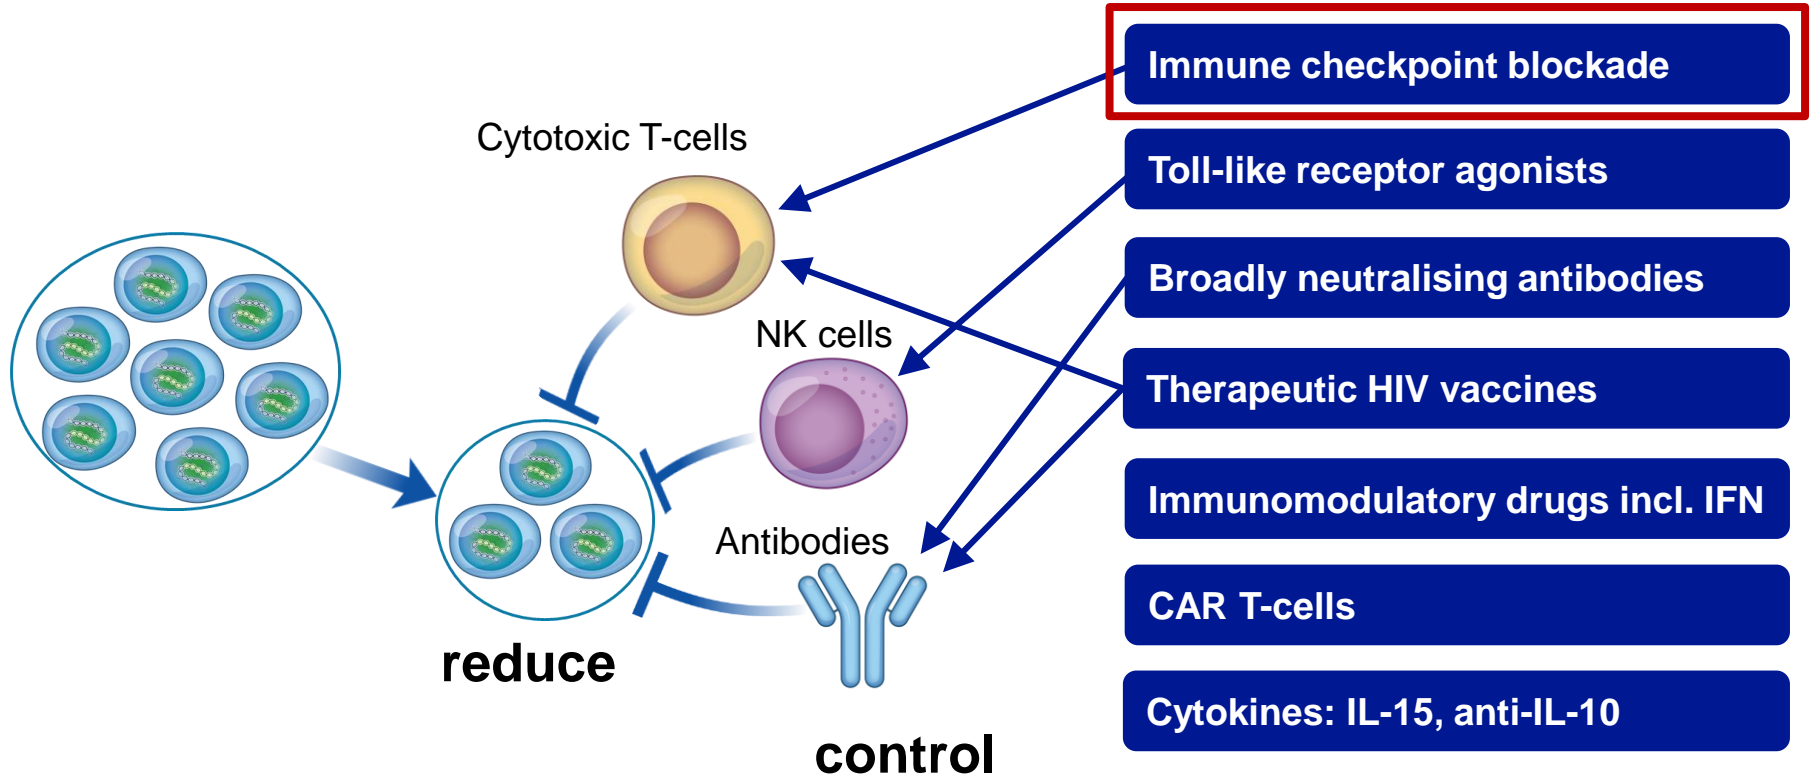 Cytotoxic T-cells
NK cells
Antibodies
reduce
control
Immune checkpoint blockade
Toll-like receptor agonists
Broadly neutralising antibodies
Therapeutic HIV vaccines
Immunomodulatory drugs incl. IFN
CAR T-cells
Cytokines: IL-15, anti-IL-10